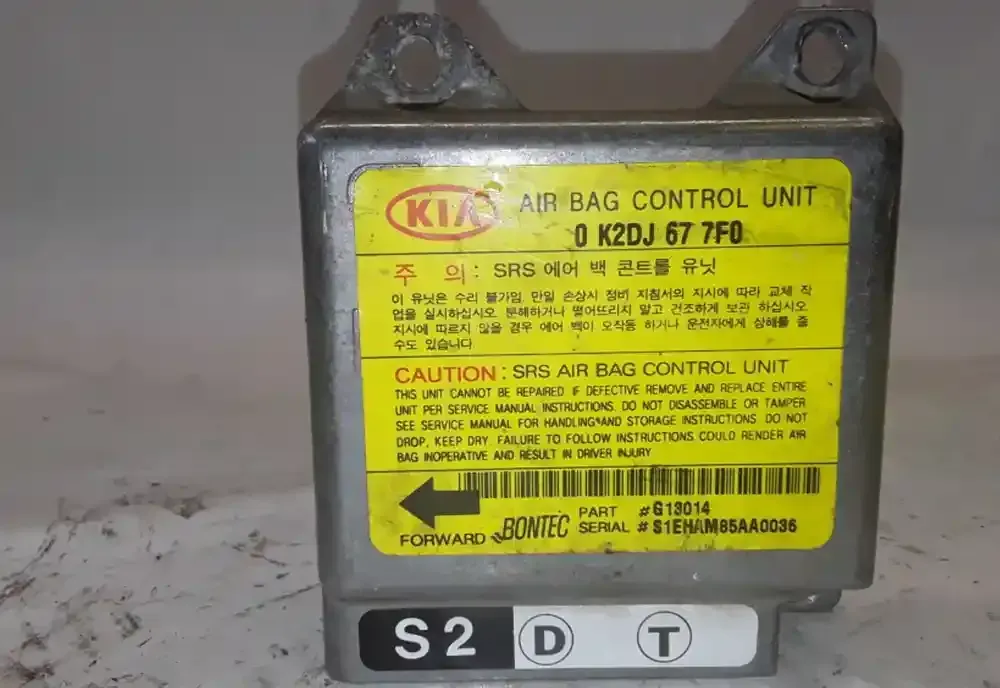 KIA AIR BAG CONTROL UNIT
0 K2DJ 67 7F0
주 의 : SRS 에어 백 콘트롤 유닛
이 유닛은 수리 불가임. 만일 손상시 정비 지침서의 지시에 따라 교체 작
업을 실시하십시오. 분해하거나 떨어뜨리지 말고 건조하게 보관 하십시오.
지시에 따르지 않을 경우 에어 백이 오작동 하거나 운전자에게 상해를 줄
수도 있습니다.
CAUTION : SRS AIR BAG CONTROL UNIT
THIS UNIT CANNOT BE REPAIRED. IF DEFECTIVE REMOVE AND REPLACE ENTIRE
UNIT PER SERVICE MANUAL INSTRUCTIONS. DO NOT DISASSEMBLE OR TAMPER
SEE SERVICE MANUAL FOR HANDLING AND STORAGE INSTRUCTIONS. DO NOT
DROP, KEEP DRY. FAILURE TO FOLLOW INSTRUCTIONS COULD RENDER AIR
BAG INOPERATIVE AND RESULT IN DRIVER INJURY
PART # G13014
FORWARD BONTEC SERIAL # S1EHAM85AA0036
S2 D T